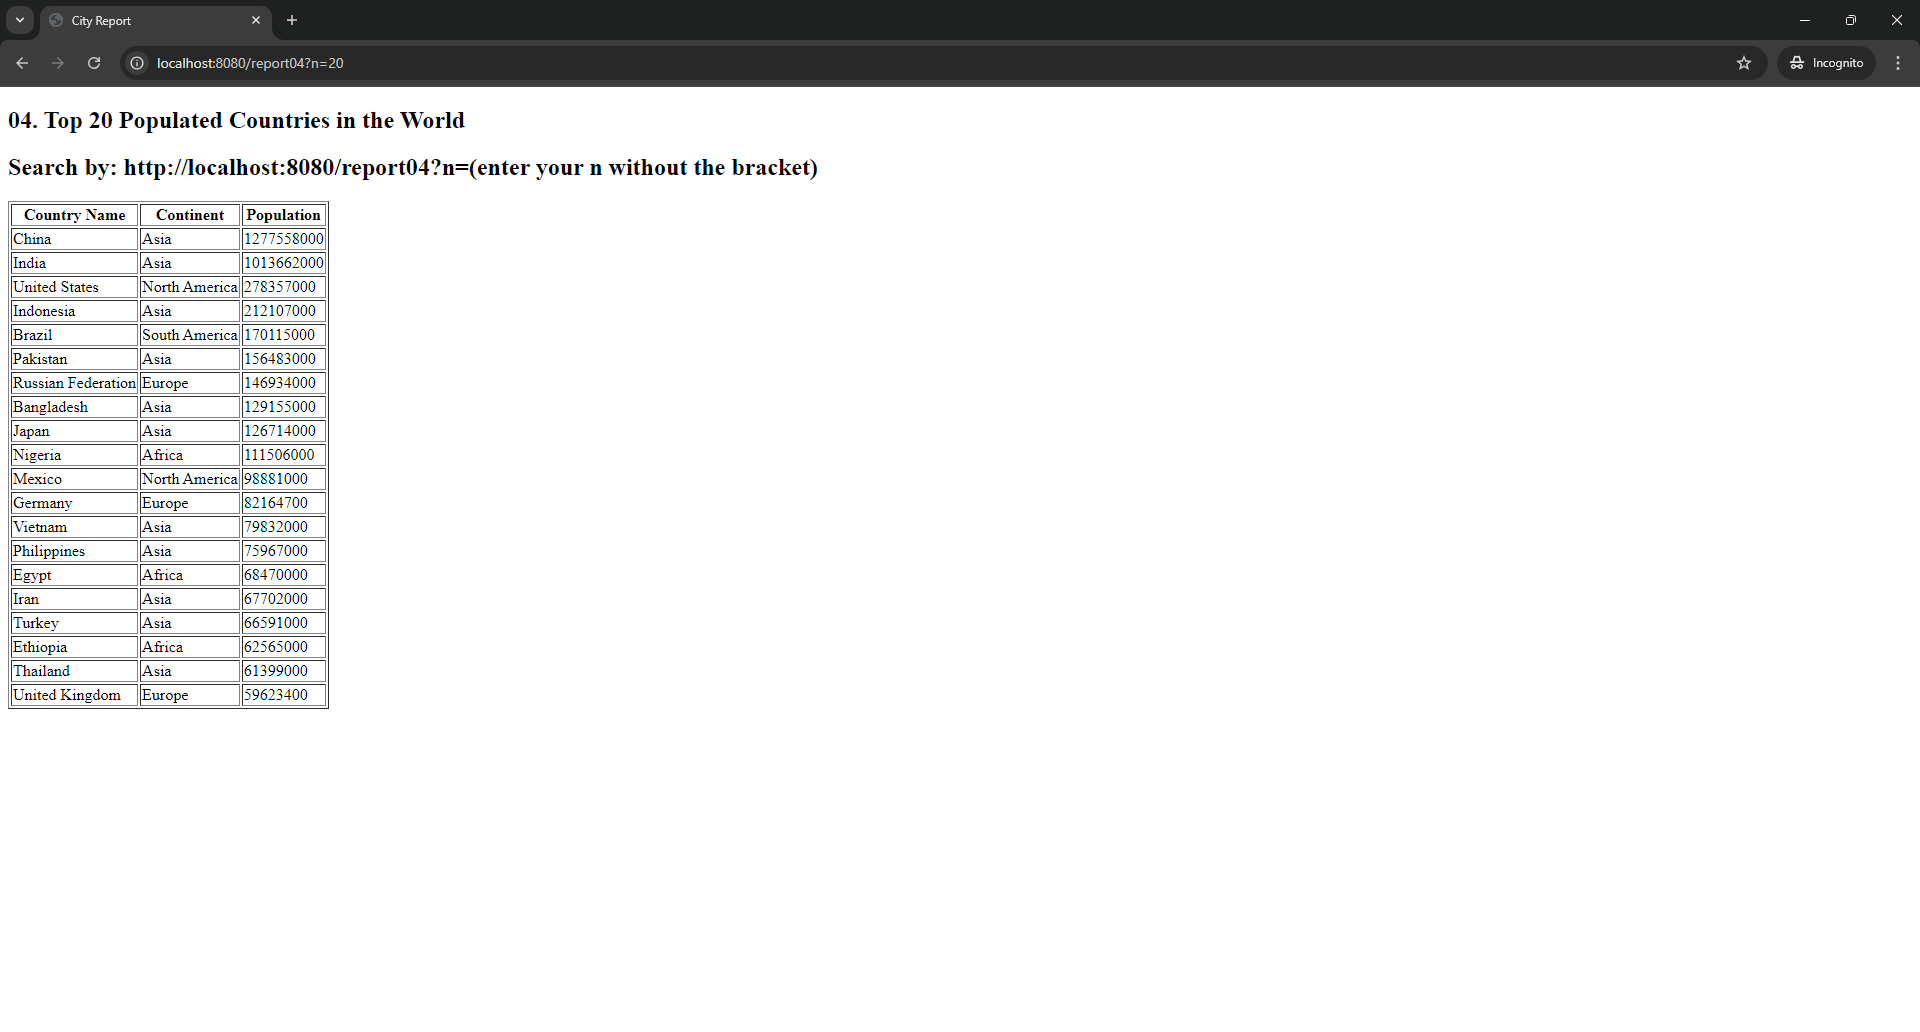 City Report
localhost:8080/report04?n=20
Incognito
04. Top 20 Populated Countries in the World
Search by: http://localhost:8080/report04?n=(enter your n without the bracket)
Country Name Continent Population
China Asia 1277558000
India Asia 1013662000
United States North America 278357000
Indonesia Asia 212107000
Brazil South America 170115000
Pakistan Asia 156483000
Russian Federation Europe 146934000
Bangladesh Asia 129155000
Japan Asia 126714000
Nigeria Africa 111506000
Mexico North America 98881000
Germany Europe 82164700
Vietnam Asia 79832000
Philippines Asia 75967000
Egypt Africa 68470000
Iran Asia 67702000
Turkey Asia 66591000
Ethiopia Africa 62565000
Thailand Asia 61399000
United Kingdom Europe 59623400